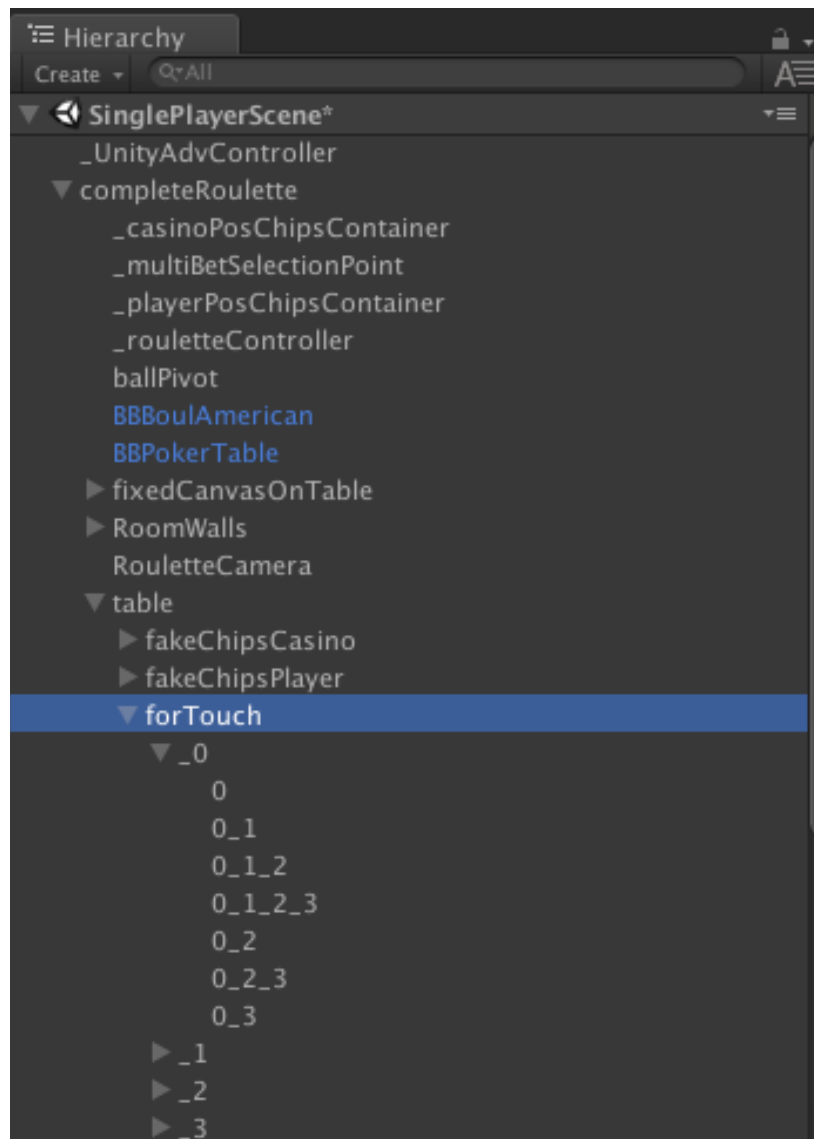 Hierarchy
Create All
SinglePlayerScene*
_UnityAdvController
completeRoulette
_casinoPosChipsContainer
_multiBetSelectionPoint
_playerPosChipsContainer
_rouletteController
ballPivot
BBBoulAmerican
BBPokerTable
fixedCanvasOnTable
RoomWalls
RouletteCamera
table
fakeChipsCasino
fakeChipsPlayer
forTouch
_0
0
0_1
0_1_2
0_1_2_3
0_2
0_2_3
0_3
_1
_2
_3